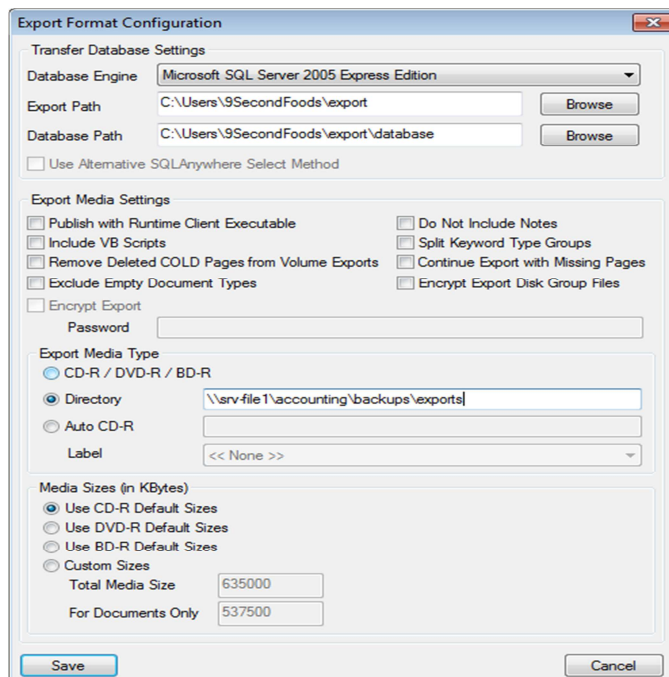 Export Format Configuration
Transfer Database Settings
Database Engine Microsoft SQL Server 2005 Express Edition
Export Path C:\Users\9SecondFoods\export Browse
Database Path C:\Users\9SecondFoods\export\database Browse
Use Alternative SQLAnywhere Select Method
Export Media Settings
Publish with Runtime Client Executable Do Not Include Notes
Include VB Scripts Split Keyword Type Groups
Remove Deleted COLD Pages from Volume Exports Continue Export with Missing Pages
Exclude Empty Document Types Encrypt Export Disk Group Files
Encrypt Export
Password
Export Media Type
CD-R / DVD-R / BD-R
Directory \\srv-file1\accounting\backups\exports
Auto CD-R
Label << None >>
Media Sizes (in KBytes)
Use CD-R Default Sizes
Use DVD-R Default Sizes
Use BD-R Default Sizes
Custom Sizes
Total Media Size 635000
For Documents Only 537500
Save Cancel